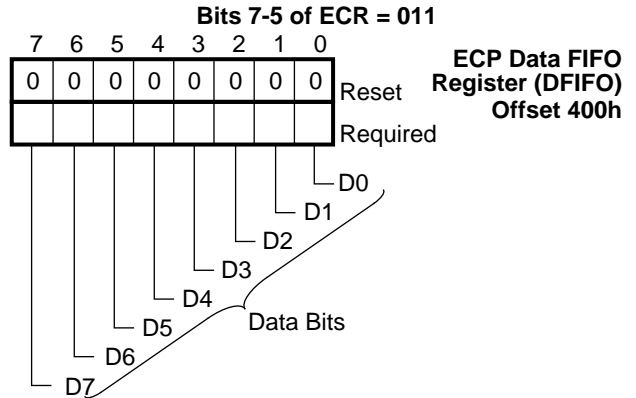 Bits 7-5 of ECR = 011
7 6 5 4 3 2 1 0
ECP Data FIFO
Register (DFIFO)
Offset 400h
0 0 0 0 0 0 0 0 Reset
Required
D0
D1
D2
D3
D4
D5
D6
D7
Data Bits